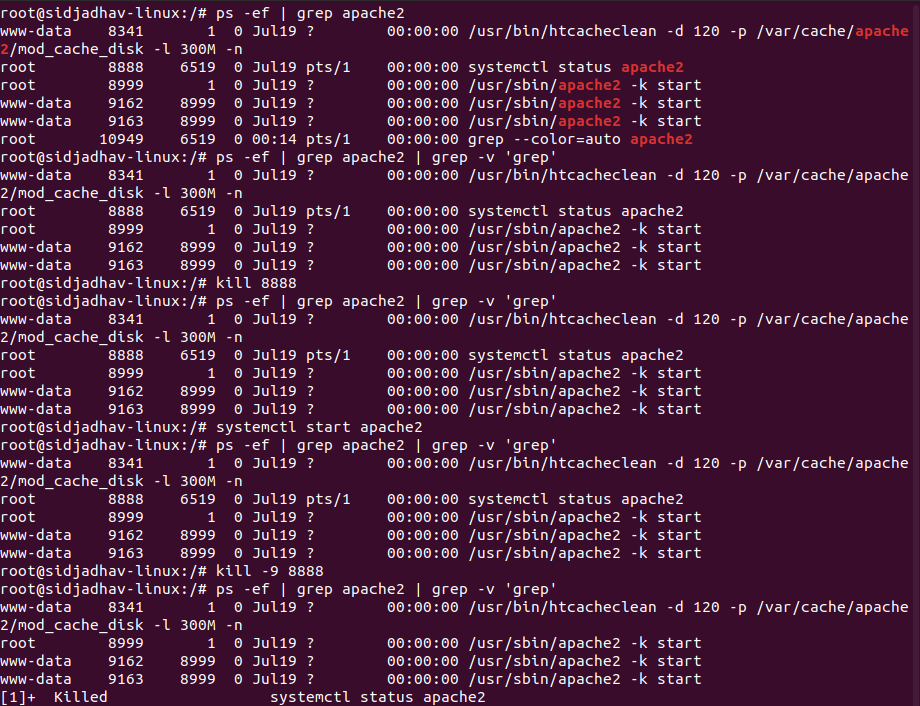 root@sidjadhav-linux:/# ps -ef | grep apache2
www-data    8341       1  0 Jul19 ?        00:00:00 /usr/bin/htcacheclean -d 120 -p /var/cache/apache
2/mod_cache_disk -l 300M -n
root        8888    6519  0 Jul19 pts/1    00:00:00 systemctl status apache2
root        8999       1  0 Jul19 ?        00:00:00 /usr/sbin/apache2 -k start
www-data    9162    8999  0 Jul19 ?        00:00:00 /usr/sbin/apache2 -k start
www-data    9163    8999  0 Jul19 ?        00:00:00 /usr/sbin/apache2 -k start
root       10949    6519  0 00:14 pts/1    00:00:00 grep --color=auto apache2
root@sidjadhav-linux:/# ps -ef | grep apache2 | grep -v 'grep'
www-data    8341       1  0 Jul19 ?        00:00:00 /usr/bin/htcacheclean -d 120 -p /var/cache/apache
2/mod_cache_disk -l 300M -n
root        8888    6519  0 Jul19 pts/1    00:00:00 systemctl status apache2
root        8999       1  0 Jul19 ?        00:00:00 /usr/sbin/apache2 -k start
www-data    9162    8999  0 Jul19 ?        00:00:00 /usr/sbin/apache2 -k start
www-data    9163    8999  0 Jul19 ?        00:00:00 /usr/sbin/apache2 -k start
root@sidjadhav-linux:/# kill 8888
root@sidjadhav-linux:/# ps -ef | grep apache2 | grep -v 'grep'
www-data    8341       1  0 Jul19 ?        00:00:00 /usr/bin/htcacheclean -d 120 -p /var/cache/apache
2/mod_cache_disk -l 300M -n
root        8888    6519  0 Jul19 pts/1    00:00:00 systemctl status apache2
root        8999       1  0 Jul19 ?        00:00:00 /usr/sbin/apache2 -k start
www-data    9162    8999  0 Jul19 ?        00:00:00 /usr/sbin/apache2 -k start
www-data    9163    8999  0 Jul19 ?        00:00:00 /usr/sbin/apache2 -k start
root@sidjadhav-linux:/# systemctl start apache2
root@sidjadhav-linux:/# ps -ef | grep apache2 | grep -v 'grep'
www-data    8341       1  0 Jul19 ?        00:00:00 /usr/bin/htcacheclean -d 120 -p /var/cache/apache
2/mod_cache_disk -l 300M -n
root        8888    6519  0 Jul19 pts/1    00:00:00 systemctl status apache2
root        8999       1  0 Jul19 ?        00:00:00 /usr/sbin/apache2 -k start
www-data    9162    8999  0 Jul19 ?        00:00:00 /usr/sbin/apache2 -k start
www-data    9163    8999  0 Jul19 ?        00:00:00 /usr/sbin/apache2 -k start
root@sidjadhav-linux:/# kill -9 8888
root@sidjadhav-linux:/# ps -ef | grep apache2 | grep -v 'grep'
www-data    8341       1  0 Jul19 ?        00:00:00 /usr/bin/htcacheclean -d 120 -p /var/cache/apache
2/mod_cache_disk -l 300M -n
root        8999       1  0 Jul19 ?        00:00:00 /usr/sbin/apache2 -k start
www-data    9162    8999  0 Jul19 ?        00:00:00 /usr/sbin/apache2 -k start
www-data    9163    8999  0 Jul19 ?        00:00:00 /usr/sbin/apache2 -k start
[1]+  Killed                  systemctl status apache2